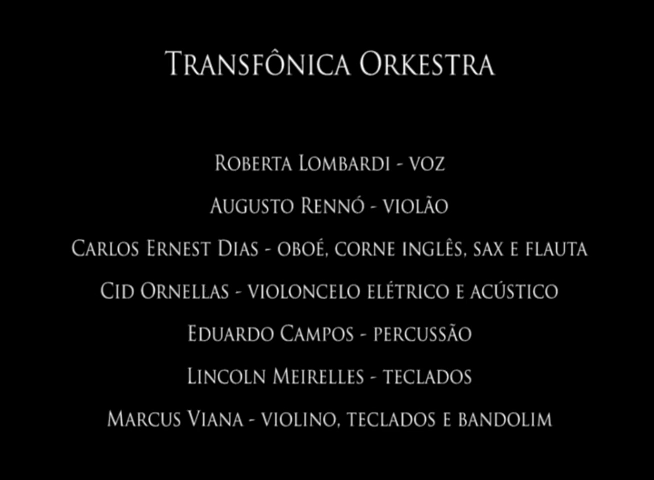 Transfônica Orkestra
Roberta Lombardi - voz
Augusto Rennó - violão
Carlos Ernest Dias - oboé, corne inglês, sax e flauta
Cid Ornellas - violoncelo elétrico e acústico
Eduardo Campos - percussão
Lincoln Meirelles - teclados
Marcus Viana - violino, teclados e bandolim